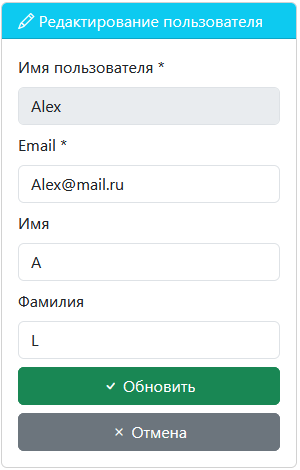 Редактирование пользователя
Имя пользователя *
Alex
Email *
Alex@mail.ru
Имя
A
Фамилия
L
Обновить
Отмена